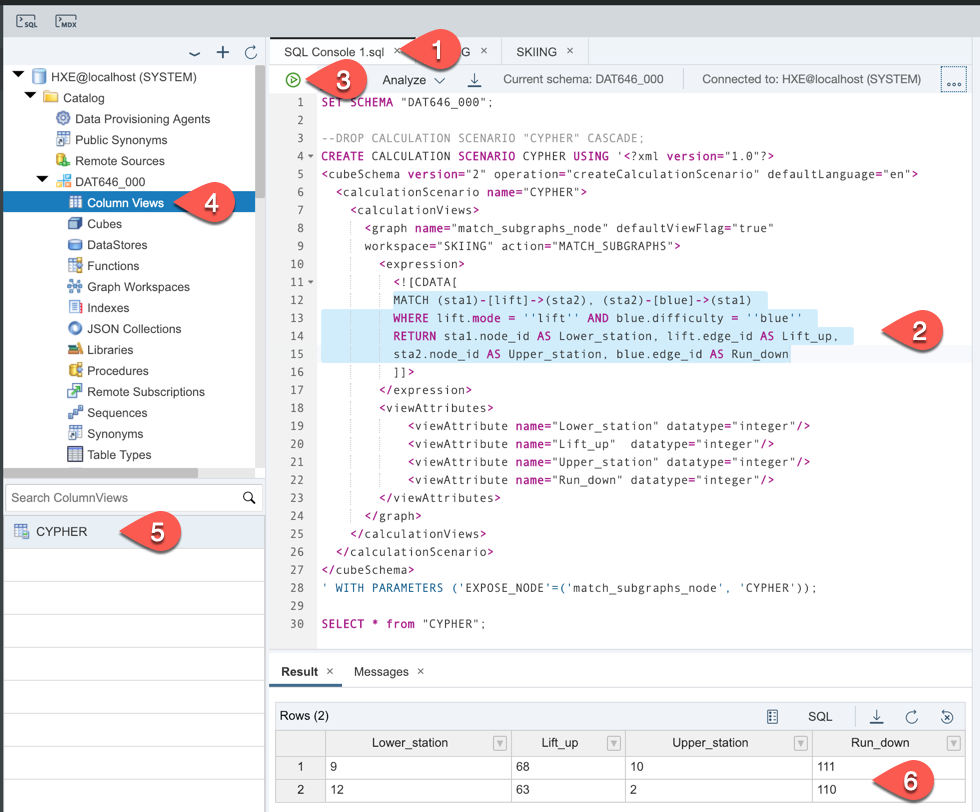 SQL
MDX
HXE@localhost (SYSTEM)
Catalog
Data Provisioning Agents
Public Synonyms
Remote Sources
DAT646_000
Column Views
4
Cubes
DataStores
Functions
Graph Workspaces
Indexes
JSON Collections
Libraries
Procedures
Remote Subscriptions
Sequences
Synonyms
Table Types
Search ColumnViews
CYPHER
5
SQL Console 1.sql ×
1
G ×
SKIING ×
3
Analyze
Current schema: DAT646_000
Connected to: HXE@localhost (SYSTEM)
...
1 SET SCHEMA "DAT646_000";
2
3 --DROP CALCULATION SCENARIO "CYPHER" CASCADE;
4 CREATE CALCULATION SCENARIO CYPHER USING '<?xml version="1.0"?>
5 <cubeSchema version="2" operation="createCalculationScenario" defaultLanguage="en">
6 <calculationScenario name="CYPHER">
7 <calculationViews>
8 <graph name="match_subgraphs_node" defaultViewFlag="true"
9 workspace="SKIING" action="MATCH_SUBGRAPHS">
10 <expression>
11 <![CDATA[
12 MATCH (sta1)-[lift]->(sta2), (sta2)-[blue]->(sta1)
13 WHERE lift.mode = ''lift'' AND blue.difficulty = ''blue''
14 RETURN sta1.node_id AS Lower_station, lift.edge_id AS Lift_up,
2
15 sta2.node_id AS Upper_station, blue.edge_id AS Run_down
16 ]]>
17 </expression>
18 <viewAttributes>
19 <viewAttribute name="Lower_station" datatype="integer"/>
20 <viewAttribute name="Lift_up" datatype="integer"/>
21 <viewAttribute name="Upper_station" datatype="integer"/>
22 <viewAttribute name="Run_down" datatype="integer"/>
23 </viewAttributes>
24 </graph>
25 </calculationViews>
26 </calculationScenario>
27 </cubeSchema>
28 ' WITH PARAMETERS ('EXPOSE_NODE'=('match_subgraphs_node', 'CYPHER'));
29
30 SELECT * from "CYPHER";
Result × Messages ×
Rows (2)
SQL
Lower_station Lift_up Upper_station Run_down
1 9 68 10 111
2 12 63 2 110
6